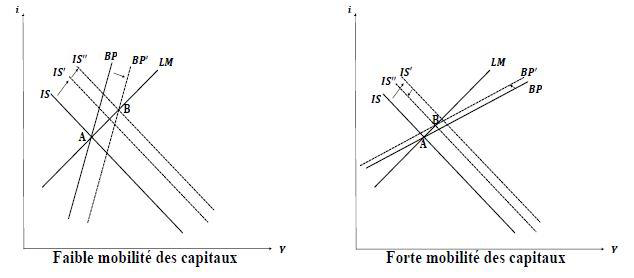 i
IS
IS'
IS''
BP
BP'
LM
A
B
Y
Faible mobilité des capitaux
i
IS
IS''
IS'
LM
BP'
BP
B
A
Y
Forte mobilité des capitaux